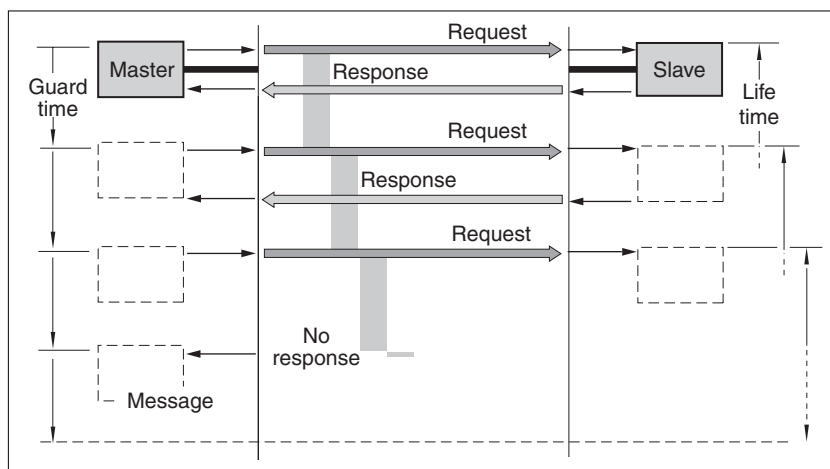 Request
Master
Slave
Response
Guard
time
Life
time
Request
Response
Request
No
response
Message